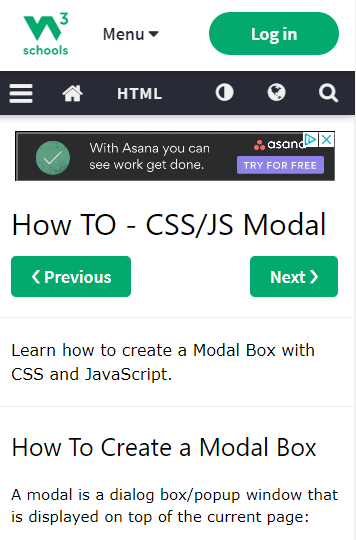 3
schools
Menu
Log in
HTML
With Asana you can
see work get done.
asana
TRY FOR FREE
How TO - CSS/JS Modal
❮ Previous
Next ❯
Learn how to create a Modal Box with
CSS and JavaScript.
How To Create a Modal Box
A modal is a dialog box/popup window that
is displayed on top of the current page: